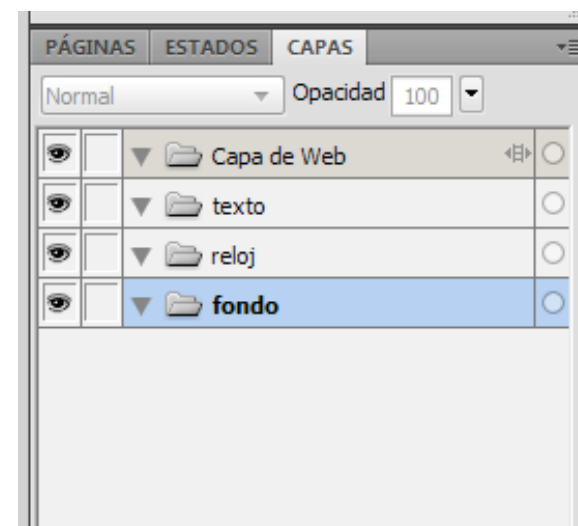 PÁGINAS ESTADOS CAPAS
Normal Opacidad 100
Capa de Web
texto
reloj
fondo